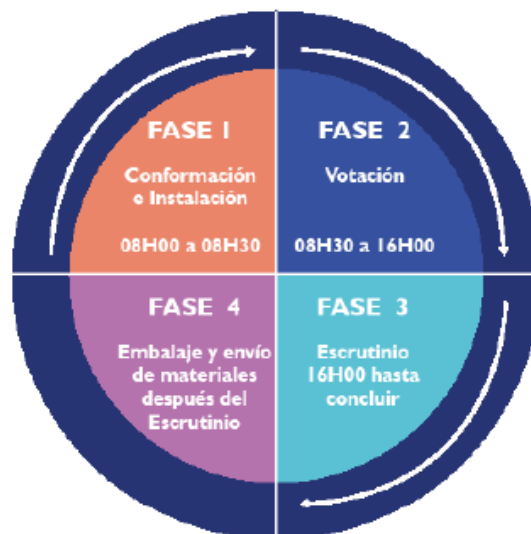 FASE 1
Conformación
e Instalación
08H00 a 08H30
FASE 2
Votación
08H30 a 16H00
FASE 3
Escrutinio
16H00 hasta
concluir
FASE 4
Embalaje y envío
de materiales
después del
Escrutinio